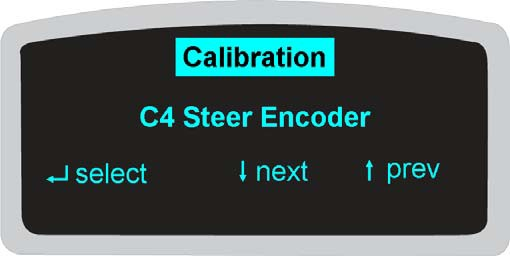 Calibration
C4 Steer Encoder
↵ select ↓ next ↑ prev